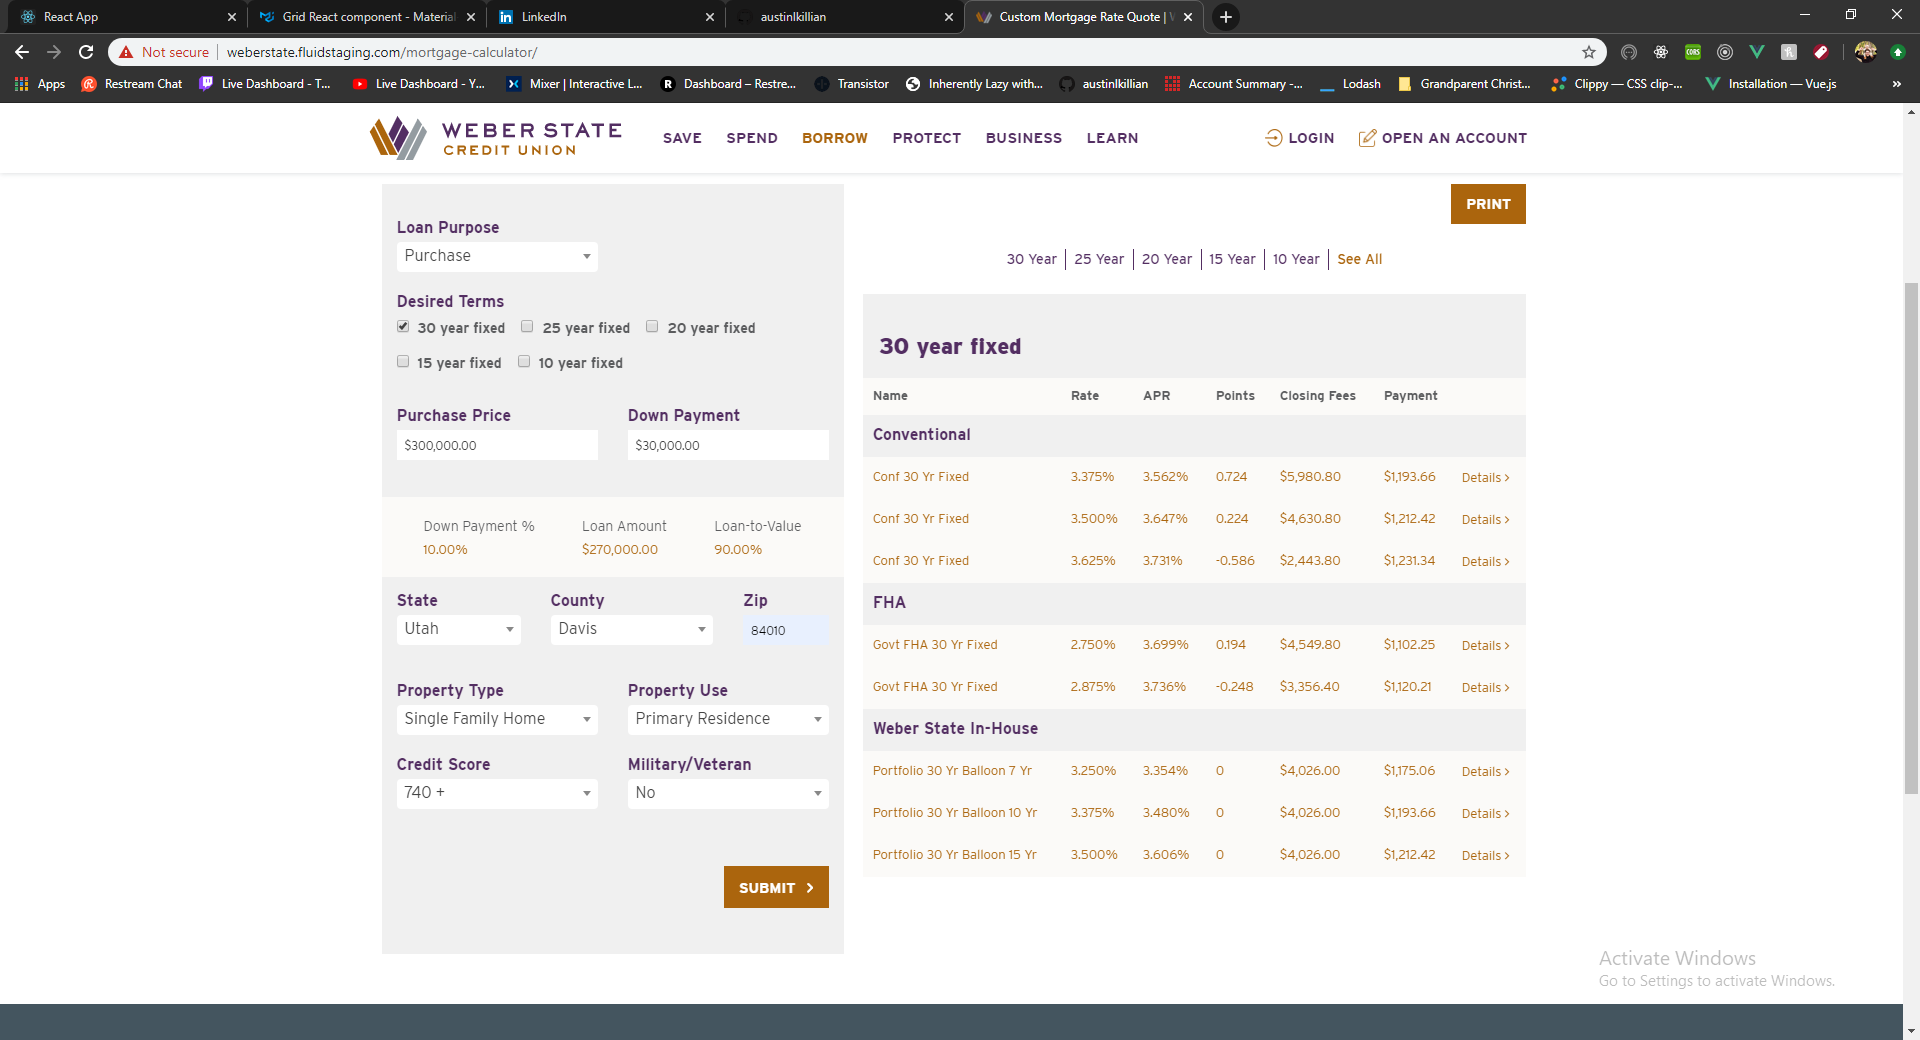 React App
Grid React component - Material
LinkedIn
austinlkillian
Custom Mortgage Rate Quote |
Not secure
weberstate.fluidstaging.com/mortgage-calculator/
Apps
Restream Chat
Live Dashboard - T...
Live Dashboard - Y...
Mixer | Interactive L...
Dashboard – Restre...
Transistor
Inherently Lazy with...
austinlkillian
Account Summary -...
Lodash
Grandparent Christ...
Clippy — CSS clip-...
Installation — Vue.js
»
WEBER STATE
CREDIT UNION
SAVE
SPEND
BORROW
PROTECT
BUSINESS
LEARN
LOGIN
OPEN AN ACCOUNT
Loan Purpose
Purchase
Desired Terms
30 year fixed
25 year fixed
20 year fixed
15 year fixed
10 year fixed
Purchase Price
Down Payment
$300,000.00
$30,000.00
Down Payment %
Loan Amount
Loan-to-Value
10.00%
$270,000.00
90.00%
State
County
Zip
Utah
Davis
84010
Property Type
Property Use
Single Family Home
Primary Residence
Credit Score
Military/Veteran
740 +
No
SUBMIT >
PRINT
30 Year | 25 Year | 20 Year | 15 Year | 10 Year | See All
30 year fixed
Name Rate APR Points Closing Fees Payment
Conventional
Conf 30 Yr Fixed 3.375% 3.562% 0.724 $5,980.80 $1,193.66 Details >
Conf 30 Yr Fixed 3.500% 3.647% 0.224 $4,630.80 $1,212.42 Details >
Conf 30 Yr Fixed 3.625% 3.731% -0.586 $2,443.80 $1,231.34 Details >
FHA
Govt FHA 30 Yr Fixed 2.750% 3.699% 0.194 $4,549.80 $1,102.25 Details >
Govt FHA 30 Yr Fixed 2.875% 3.736% -0.248 $3,356.40 $1,120.21 Details >
Weber State In-House
Portfolio 30 Yr Balloon 7 Yr 3.250% 3.354% 0 $4,026.00 $1,175.06 Details >
Portfolio 30 Yr Balloon 10 Yr 3.375% 3.480% 0 $4,026.00 $1,193.66 Details >
Portfolio 30 Yr Balloon 15 Yr 3.500% 3.606% 0 $4,026.00 $1,212.42 Details >
Activate Windows
Go to Settings to activate Windows.